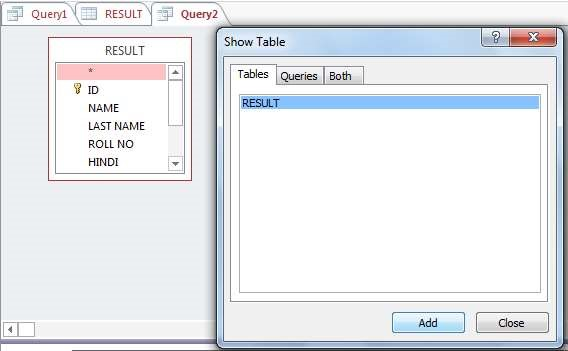 Query1 RESULT Query2
RESULT
*
ID
NAME
LAST NAME
ROLL NO
HINDI
Show Table
?
Tables Queries Both
RESULT
Add Close